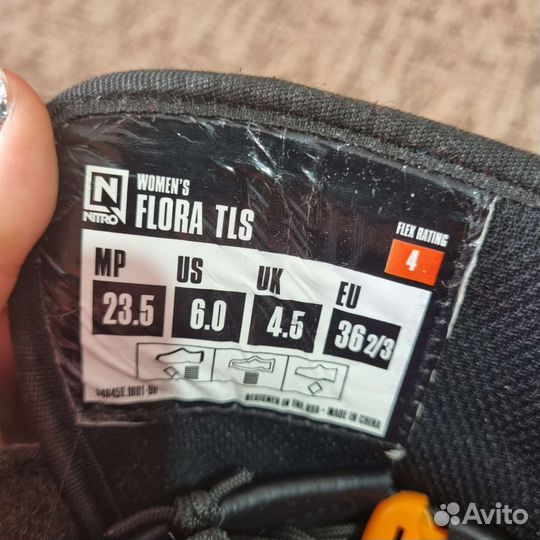 N
NITRO
WOMEN'S
FLORA TLS
FLEX RATING
4
MP US UK EU
23.5 6.0 4.5 36 2/3
DESIGNED IN THE USA - MADE IN CHINA
Avito